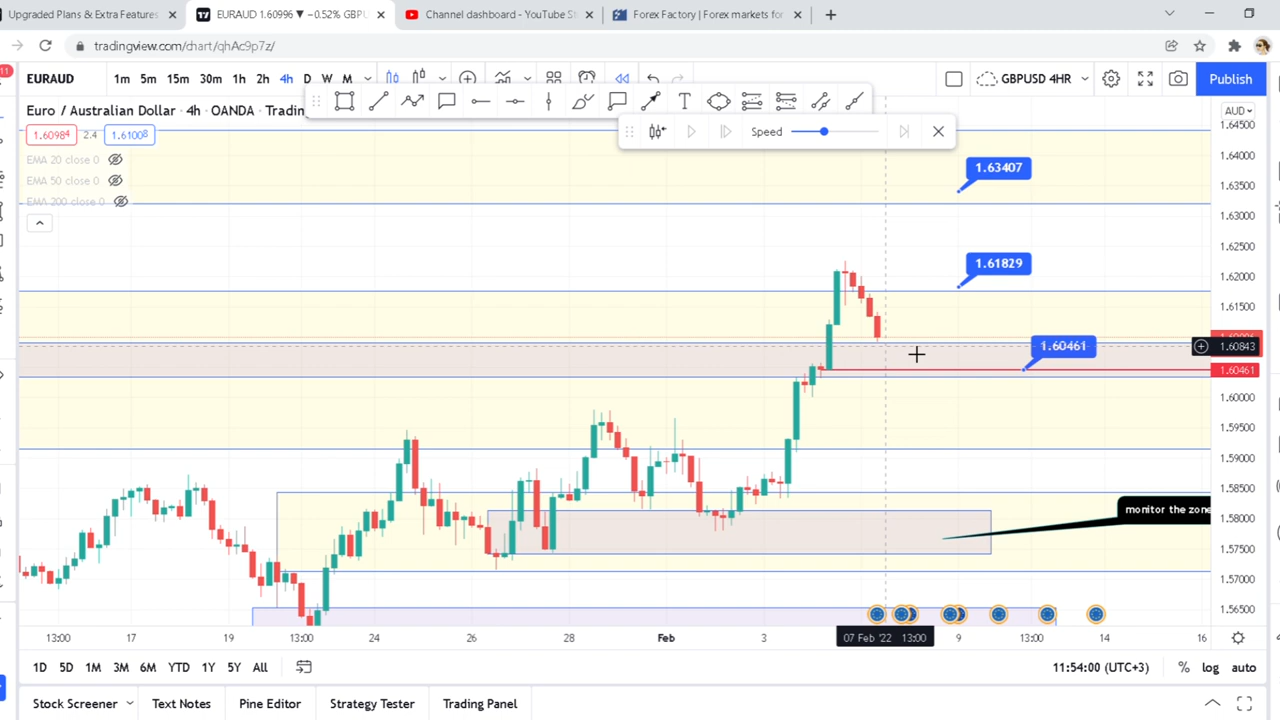 Upgraded Plans & Extra Features
EURAUD 1.60996 ▼ −0.52% GBPU
Channel dashboard - YouTube St
Forex Factory | Forex markets for
tradingview.com/chart/qhAc9p7z/
11
EURAUD 1m 5m 15m 30m 1h 2h 4h D W M GBPUSD 4HR Publish
Euro / Australian Dollar · 4h · OANDA · Tradin
AUD
1.60984 2.4 61008
Speed
EMA 20 close 0
EMA 50 close 0
EMA 200 close 0
1.64500
1.64000
1.63500
1.63000
1.62500
1.62000
1.61500
1.60843
1.60461
1.60000
1.59500
1.59000
1.58500
1.58000
1.57500
1.57000
1.56500
1.63407
1.61829
1.60461
monitor the zone
13:00 17 19 13:00 24 26 28 Feb 3 07 Feb '22 13:00 9 13:00 14 16
1D 5D 1M 3M 6M YTD 1Y 5Y All 11:54:00 (UTC+3) % log auto
Stock Screener Text Notes Pine Editor Strategy Tester Trading Panel